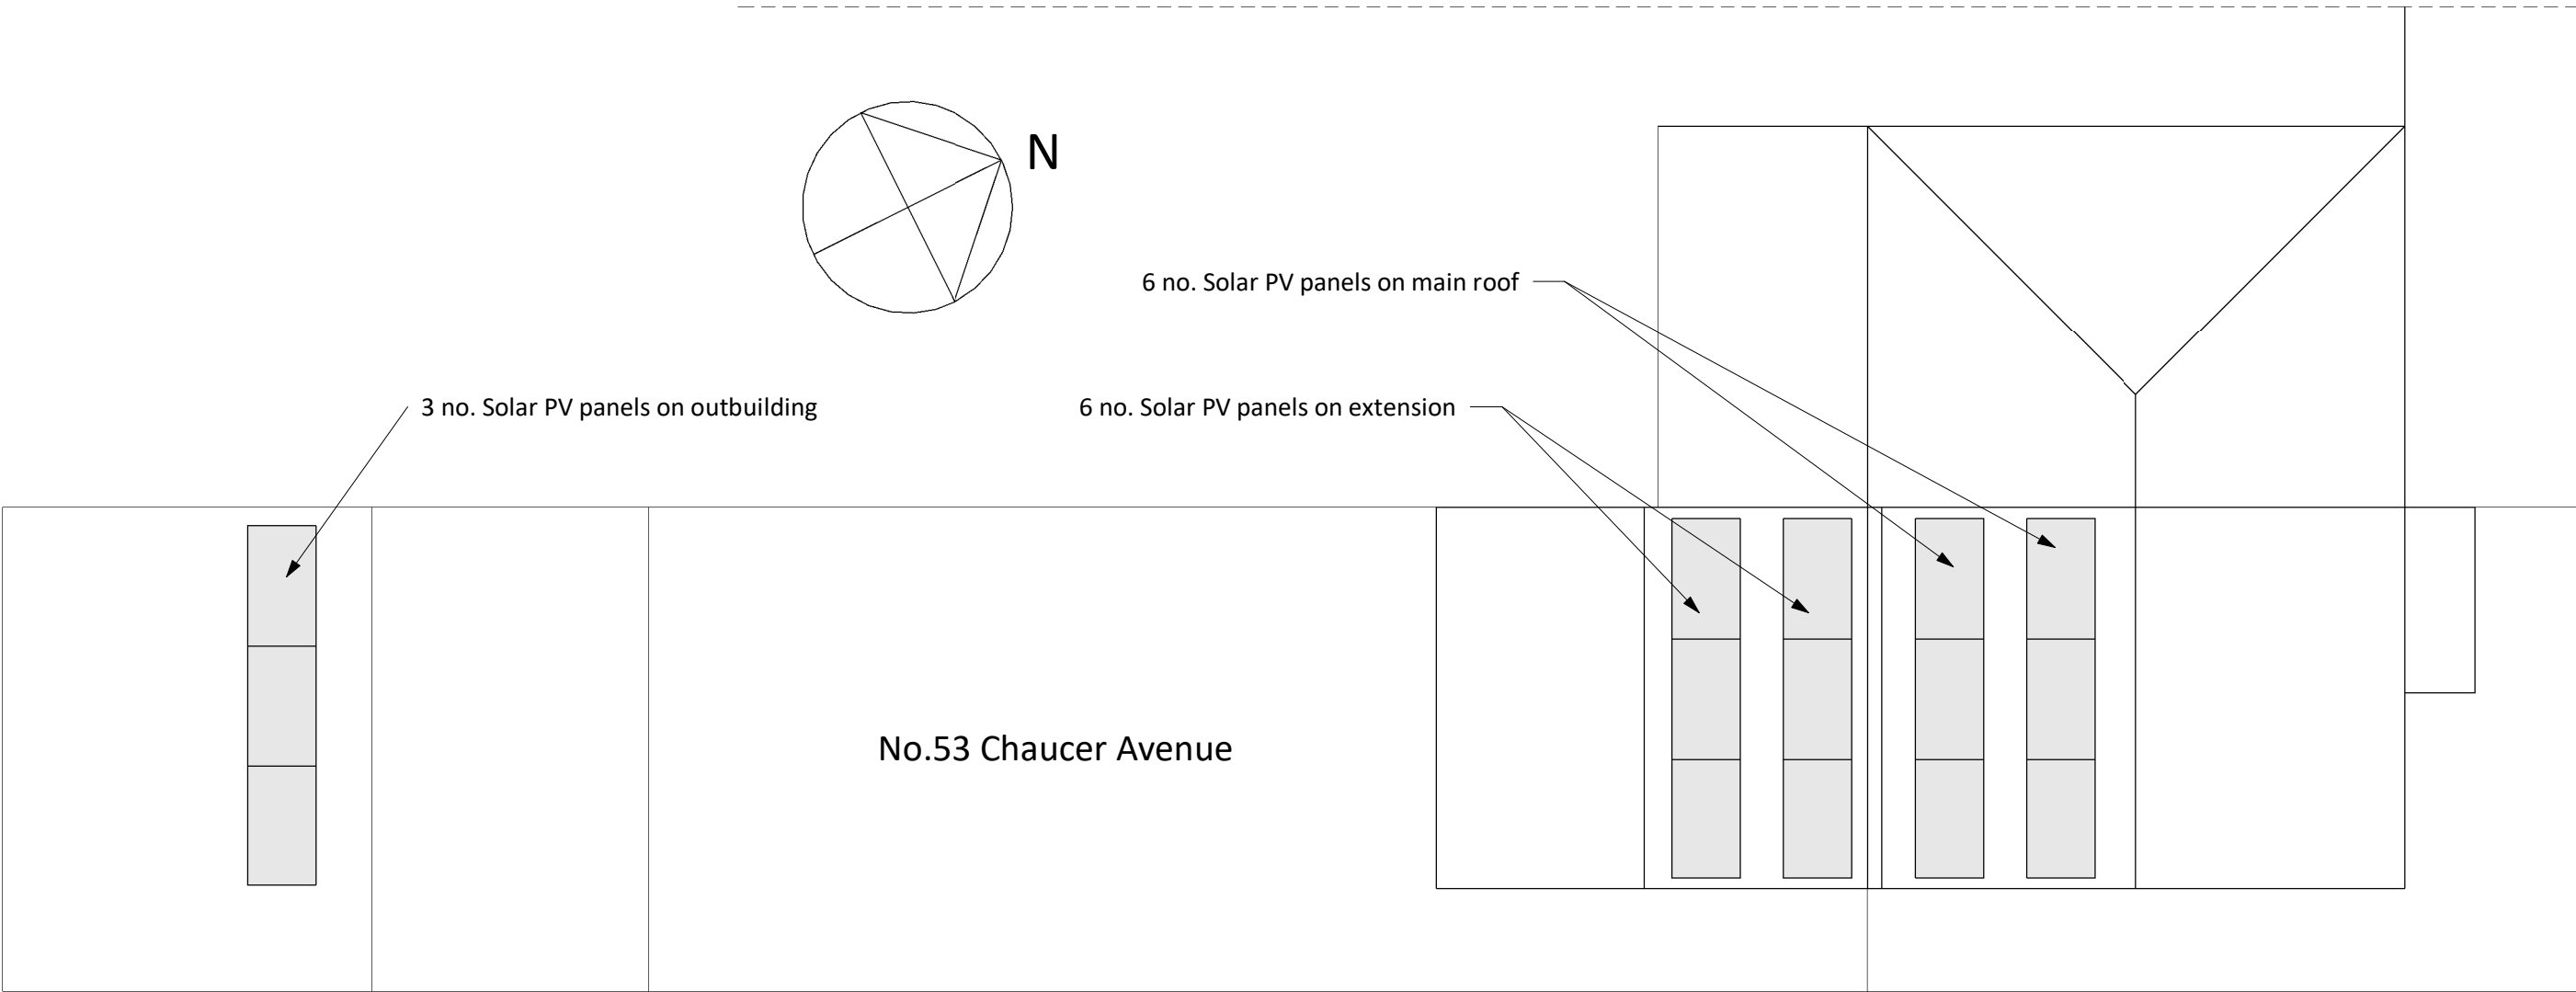 N
6 no. Solar PV panels on main roof
3 no. Solar PV panels on outbuilding
6 no. Solar PV panels on extension
No.53 Chaucer Avenue